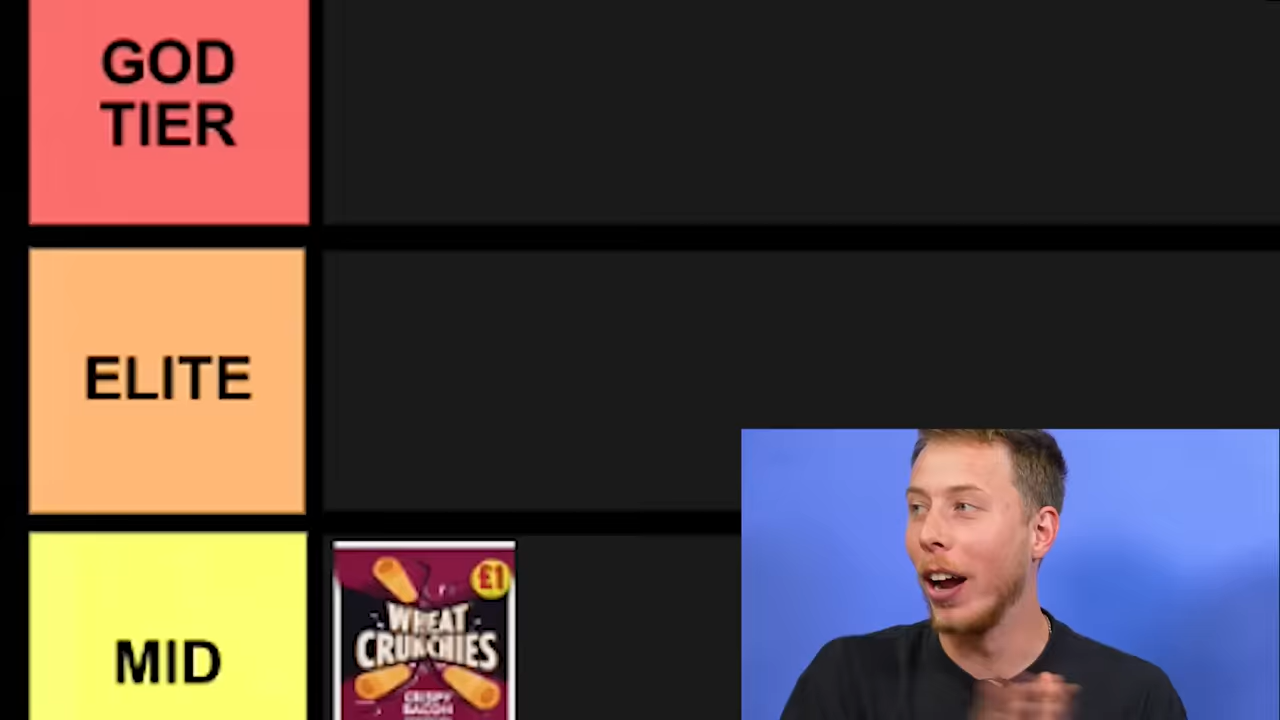 GOD
TIER
ELITE
MID
£1
WHEAT
CRUNCHIES
CRISPY
BACON